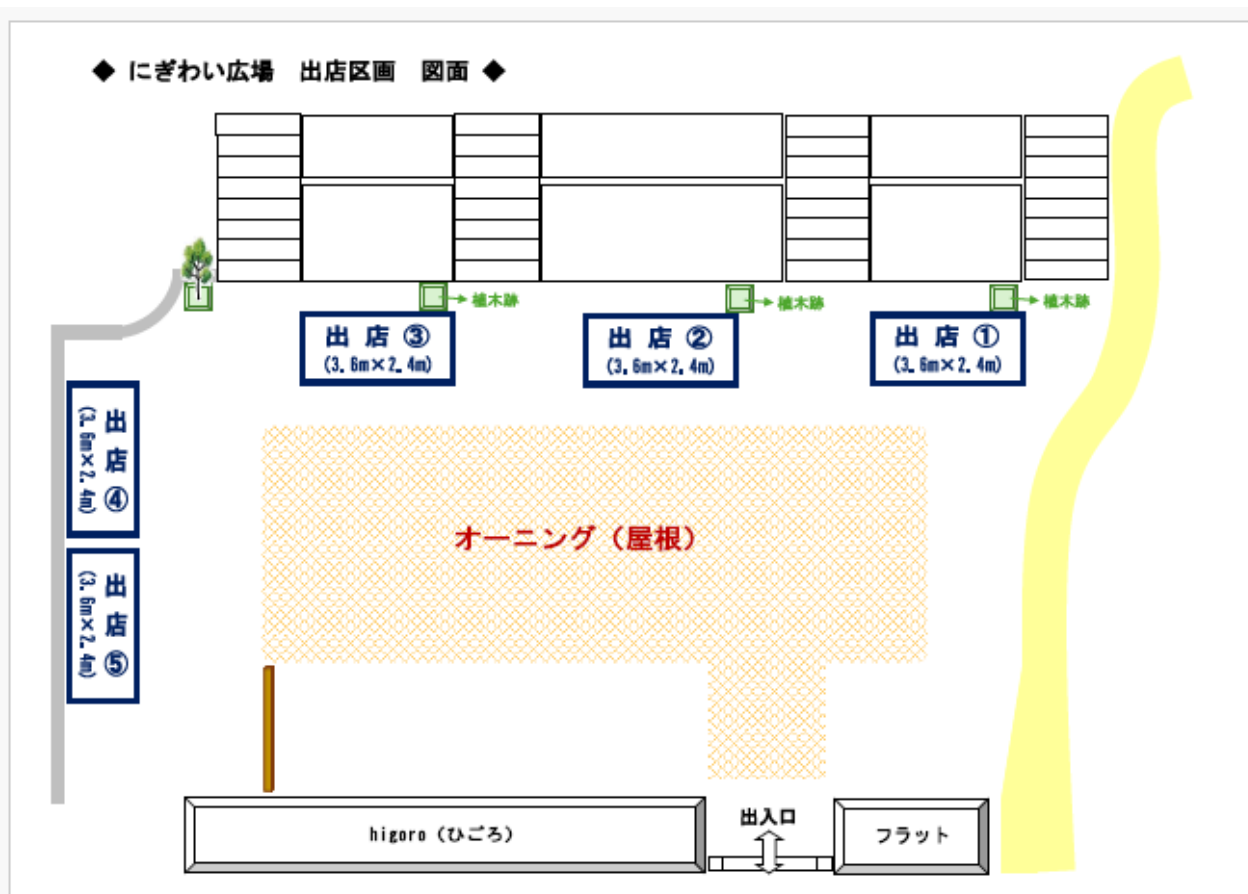 ◆ にぎわい広場　出店区画　図面 ◆
植木跡
植木跡
植木跡
出 店 ③
(3.6m×2.4m)
出 店 ②
(3.6m×2.4m)
出 店 ①
(3.6m×2.4m)
出 店 ④
(3.6m×2.4m)
出 店 ⑤
(3.6m×2.4m)
オーニング（屋根）
higoro（ひごろ）
出入口
フラット